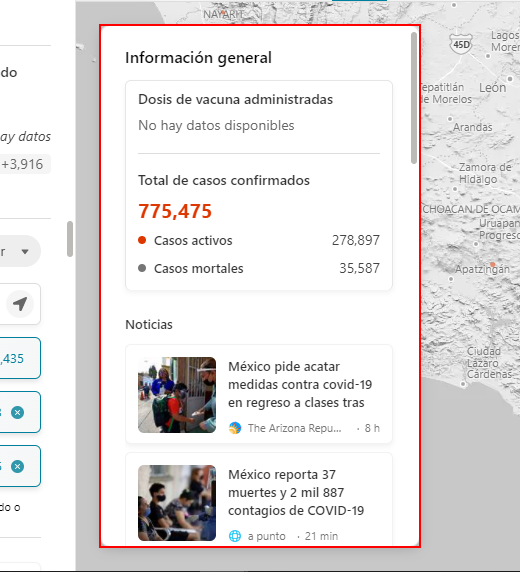 NAYARIT
do
ay datos
+3,916
r
,435
do o
Información general
Dosis de vacuna administradas
No hay datos disponibles
Total de casos confirmados
775,475
Casos activos 278,897
Casos mortales 35,587
Noticias
México pide acatar
medidas contra covid-19
en regreso a clases tras
The Arizona Repu... · 8 h
México reporta 37
muertes y 2 mil 887
contagios de COVID-19
a punto · 21 min
45D
Lagos
Moren
León
Tepatitlán
de Morelos
Arandas
Zamora de
Hidalgo
CHOACÁN DE OCAM
Uruapan
Progreso
Apatzingán
Ciudad
Lázaro
Cárdenas